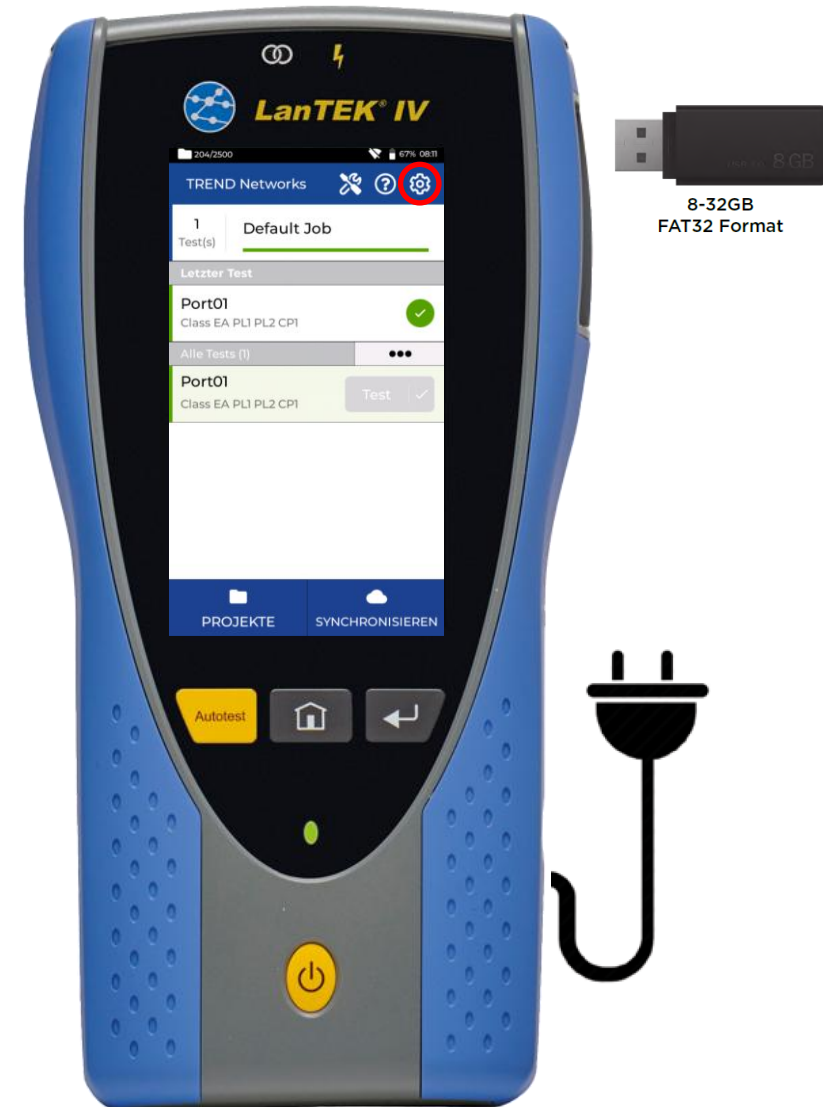 LanTEK® IV
204/2500 67% 08:11
TREND Networks
1
Test(s)
Default Job
Letzter Test
Port01
Class EA PL1 PL2 CP1
Alle Tests (1)
Port01
Class EA PL1 PL2 CP1
Test
PROJEKTE
SYNCHRONISIEREN
Autotest
8GB
8-32GB
FAT32 Format